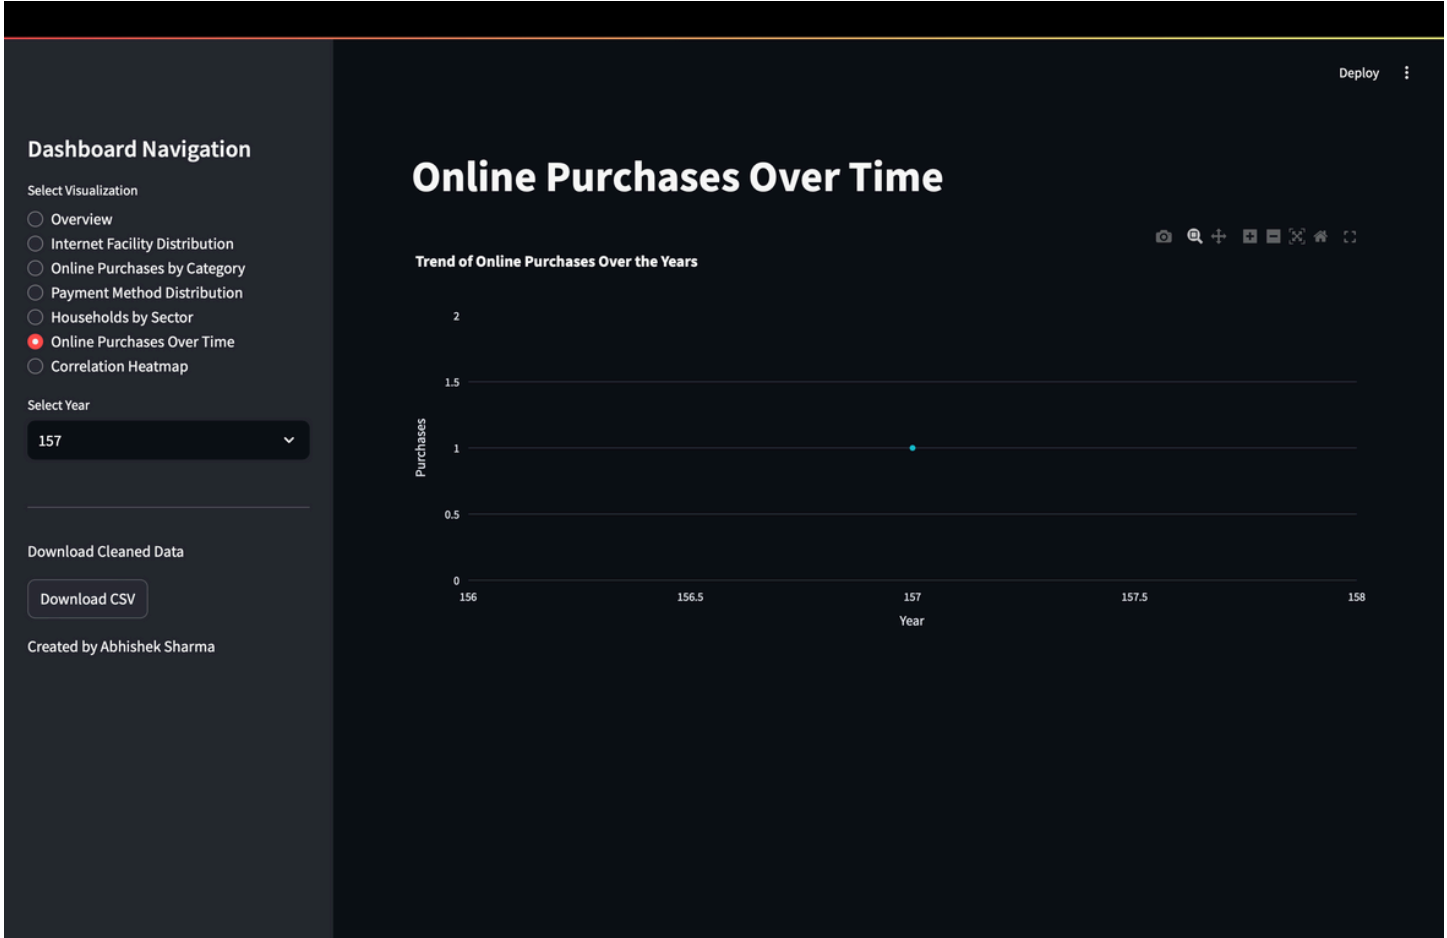 Deploy
Dashboard Navigation
Select Visualization
Overview
Internet Facility Distribution
Online Purchases by Category
Payment Method Distribution
Households by Sector
Online Purchases Over Time
Correlation Heatmap
Select Year
157
Download Cleaned Data
Download CSV
Created by Abhishek Sharma
Online Purchases Over Time
Trend of Online Purchases Over the Years
2
1.5
1
0.5
0
Purchases
156 156.5 157 157.5 158
Year